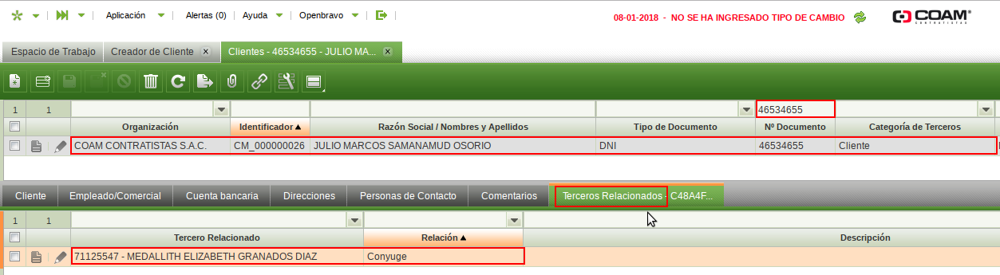 Aplicación Alertas (0) Ayuda Openbravo 08-01-2018 - NO SE HA INGRESADO TIPO DE CAMBIO COAM
CONTRATISTAS
Espacio de Trabajo Creador de Cliente Clientes - 46534655 - JULIO MA...
1 1 46534655
Organización Identificador Razón Social / Nombres y Apellidos Tipo de Documento Nº Documento Categoría de Terceros
COAM CONTRATISTAS S.A.C. CM_000000026 JULIO MARCOS SAMANAMUD OSORIO DNI 46534655 Cliente
Cliente Empleado/Comercial Cuenta bancaria Direcciones Personas de Contacto Comentarios Terceros Relacionados - C48A4F...
1 1
Tercero Relacionado Relación Descripción
71125547 - MEDALLITH ELIZABETH GRANADOS DIAZ Conyuge